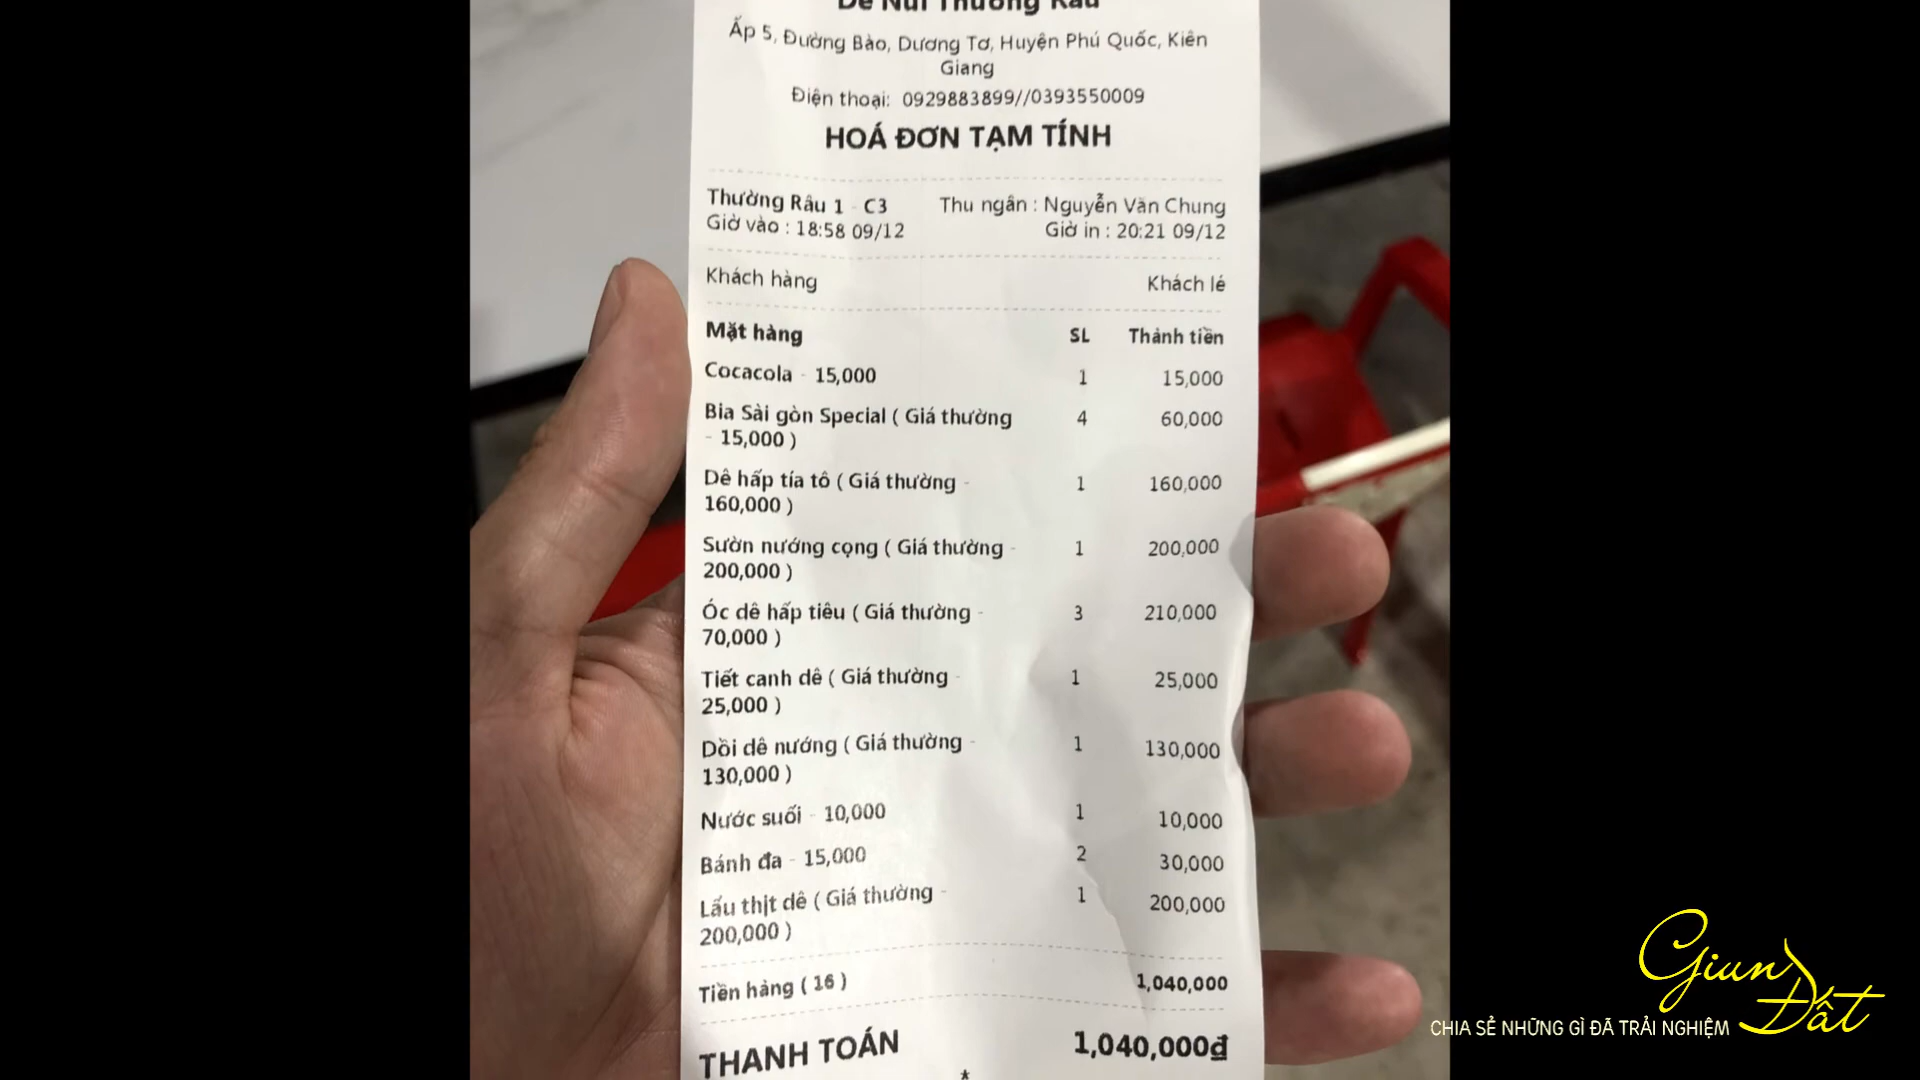 Dê Núi Thường Râu
Ấp 5, Đường Bào, Dương Tơ, Huyện Phú Quốc, Kiên
Giang
Điện thoại: 0929883899//0393550009
HOÁ ĐƠN TẠM TÍNH
Thường Râu 1 - C3 Thu ngân : Nguyễn Văn Chung
Giờ vào : 18:58 09/12 Giờ in : 20:21 09/12
Khách hàng Khách lẻ
Mặt hàng SL Thành tiền
Cocacola - 15,000 1 15,000
Bia Sài gòn Special ( Giá thường 4 60,000
- 15,000 )
Dê hấp tía tô ( Giá thường - 1 160,000
160,000 )
Sườn nướng cọng ( Giá thường - 1 200,000
200,000 )
Óc dê hấp tiêu ( Giá thường - 3 210,000
70,000 )
Tiết canh dê ( Giá thường - 1 25,000
25,000 )
Dồi dê nướng ( Giá thường - 1 130,000
130,000 )
Nước suối - 10,000 1 10,000
Bánh đa - 15,000 2 30,000
Lẩu thịt dê ( Giá thường - 1 200,000
200,000 )
Tiền hàng ( 16 ) 1,040,000
THANH TOÁN 1,040,000₫
*
Giun Đất
CHIA SẺ NHỮNG GÌ ĐÃ TRẢI NGHIỆM